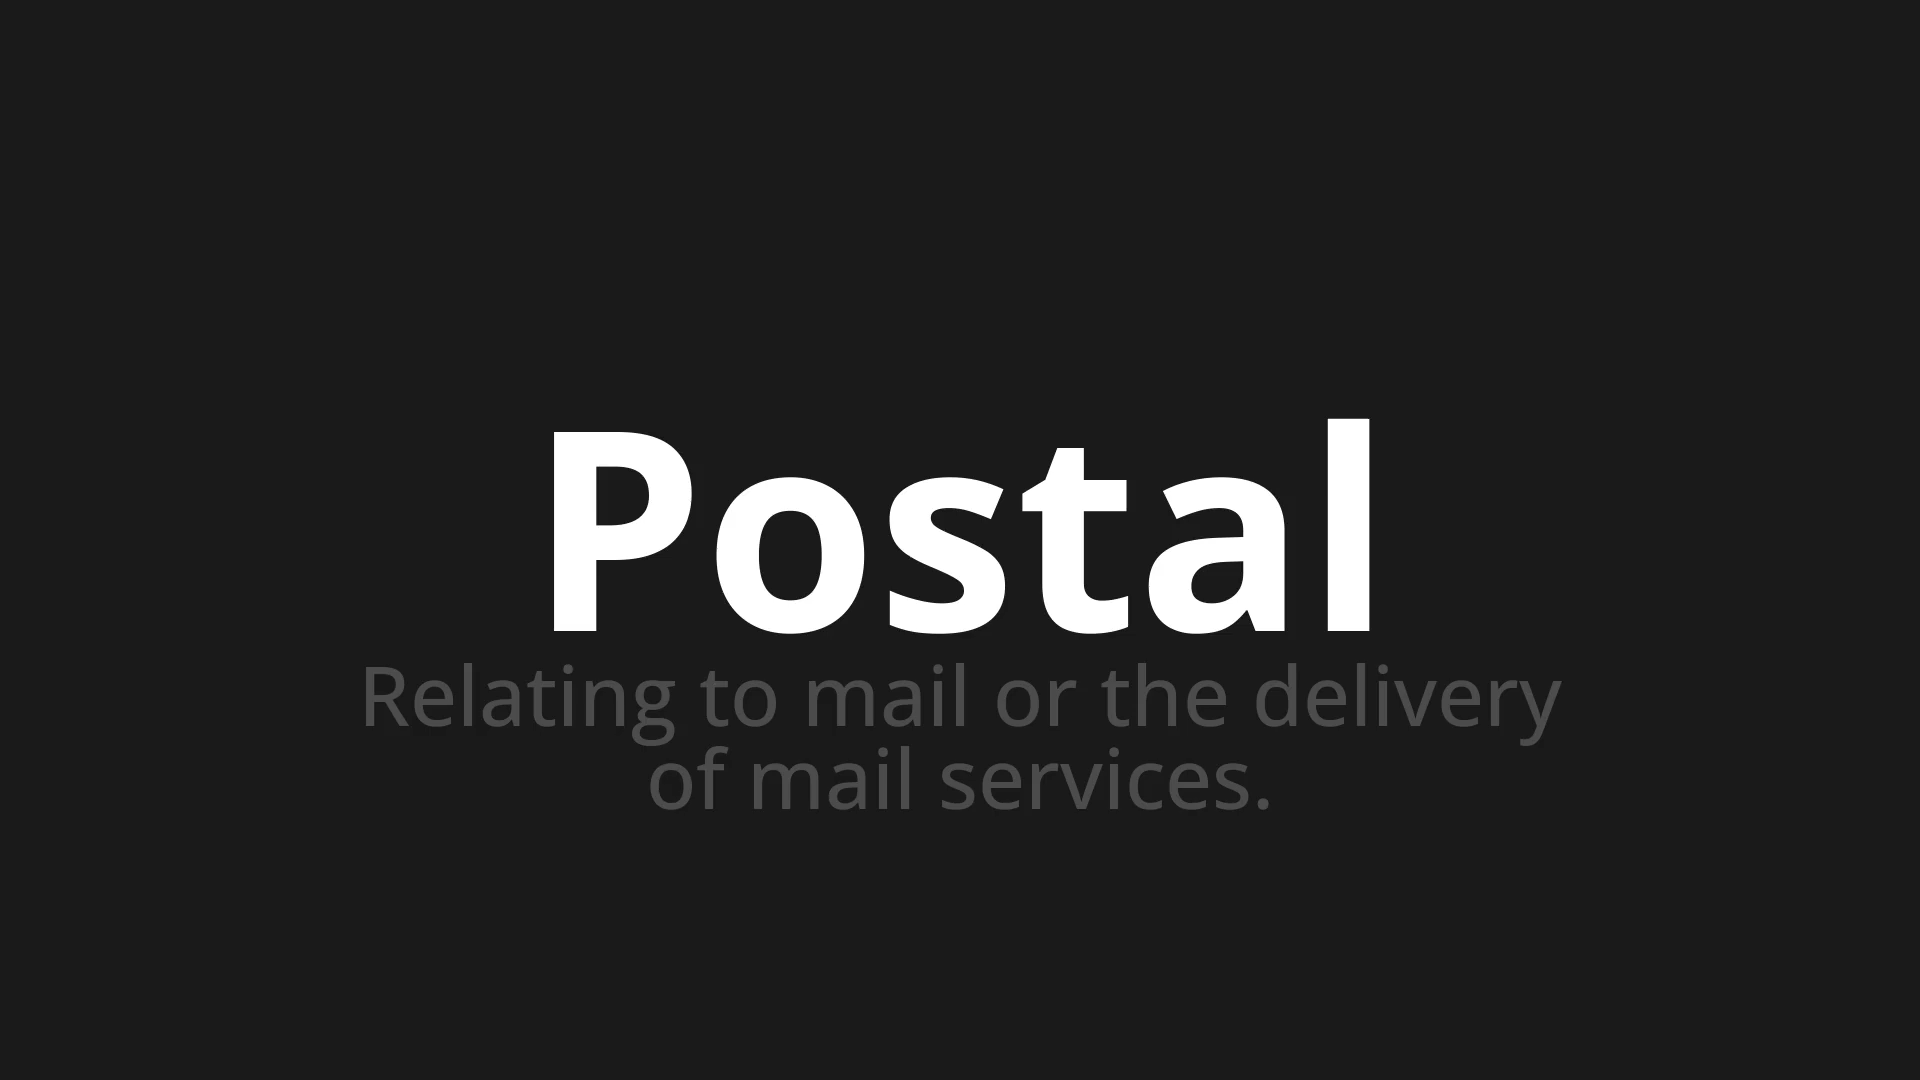 Postal
Relating to mail or the delivery
of mail services.